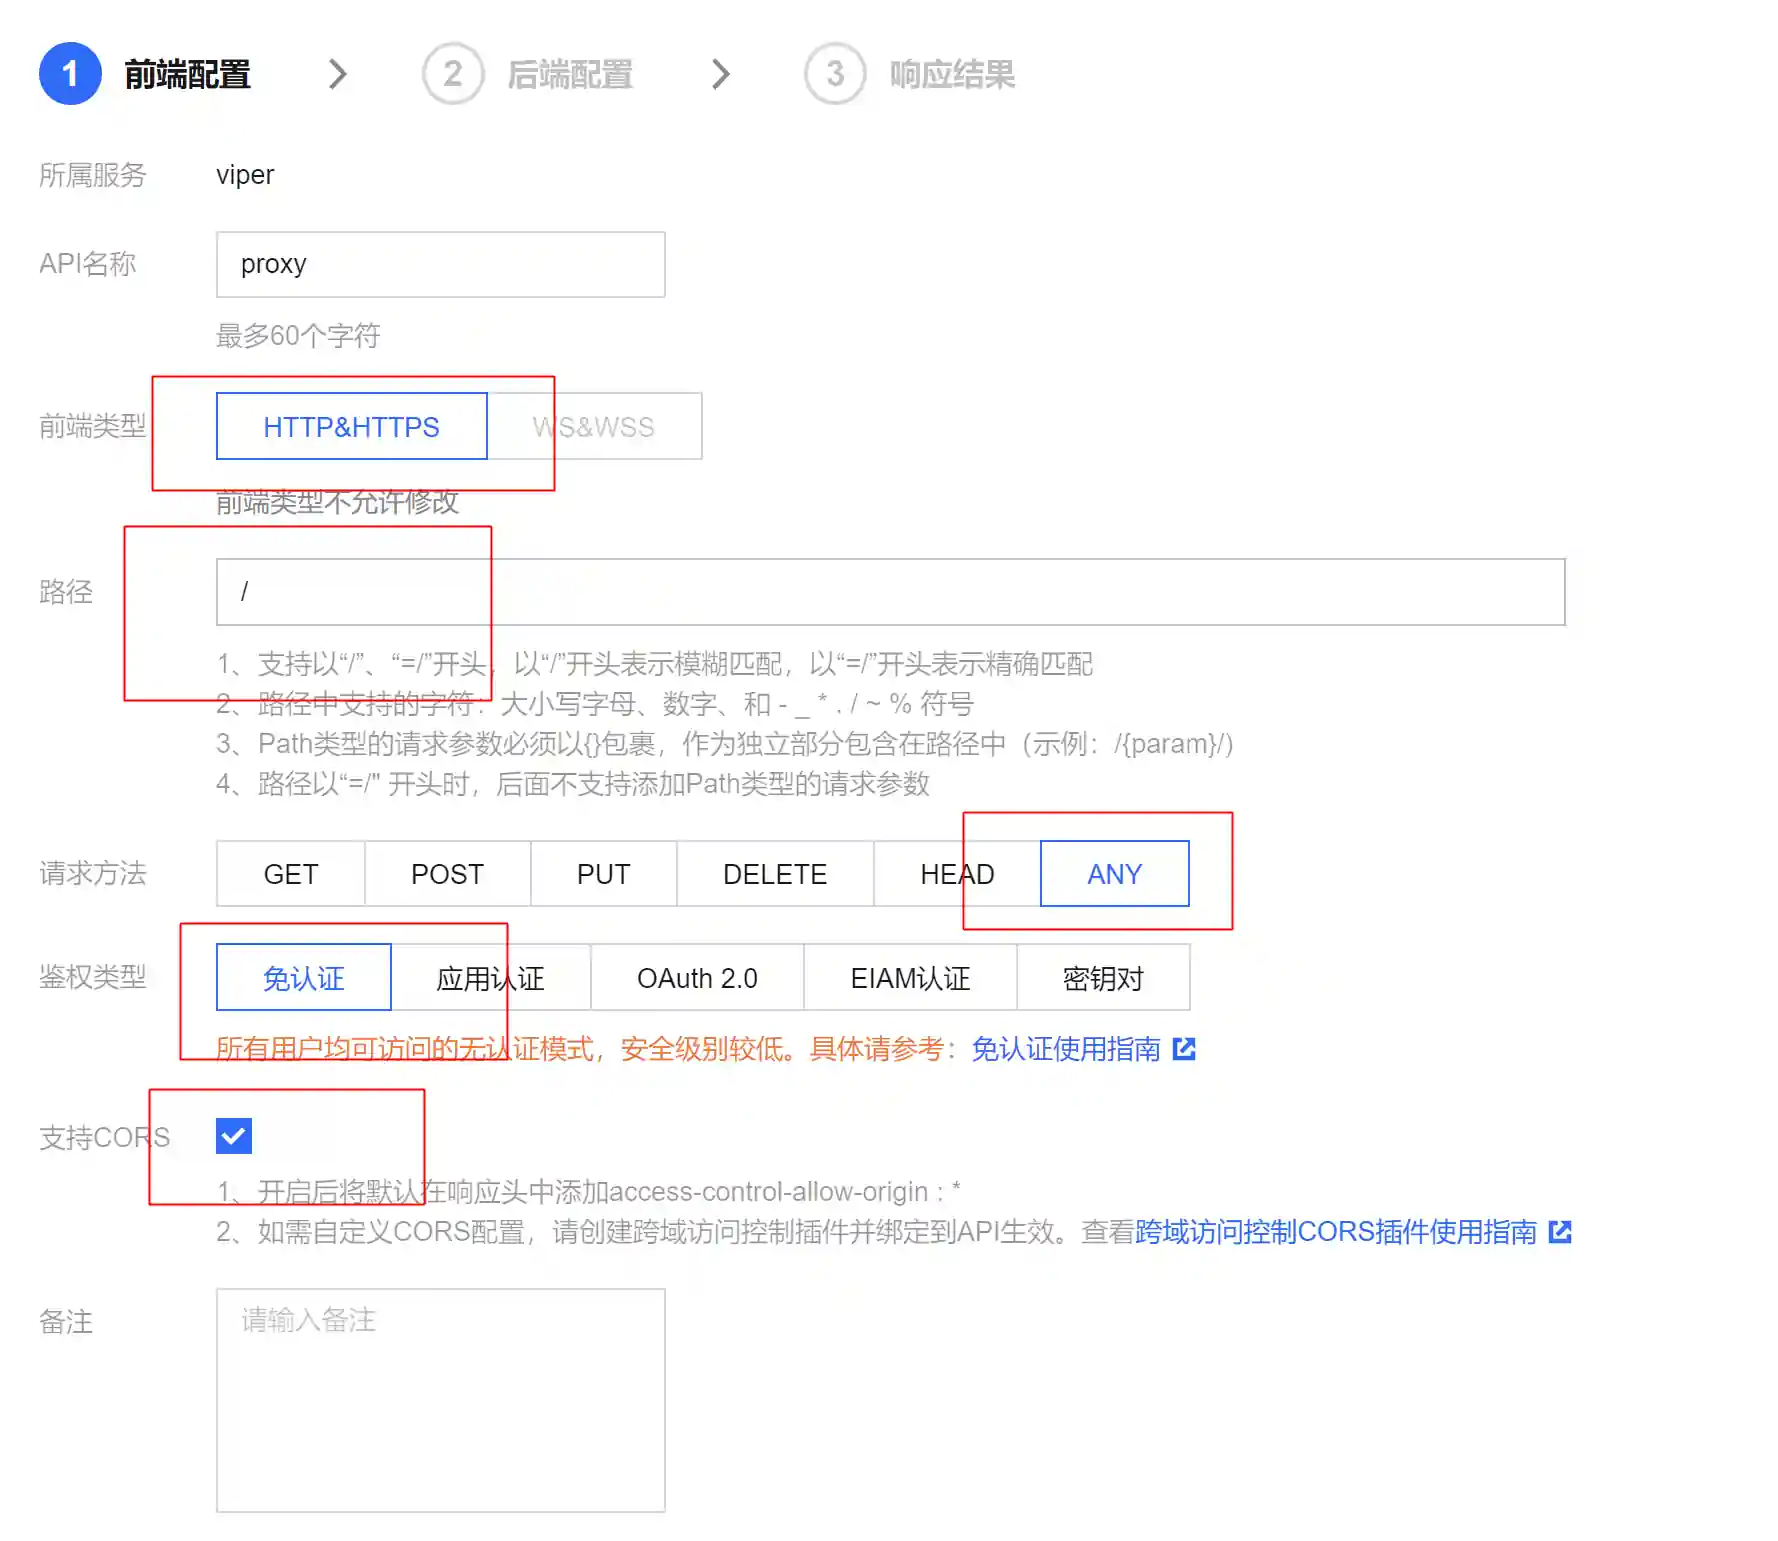 1 前端配置 2 后端配置 3 响应结果
所属服务 viper
API名称 proxy
最多60个字符
前端类型 HTTP&HTTPS WS&WSS
前端类型不允许修改
路径 /
1、支持以“/”、“=/”开头，以“/”开头表示模糊匹配，以“=/”开头表示精确匹配
2、路径中支持的字符：大小写字母、数字、和 - _ * . / ~ % 符号
3、Path类型的请求参数必须以{}包裹，作为独立部分包含在路径中（示例：/{param}/）
4、路径以“=/" 开头时，后面不支持添加Path类型的请求参数
请求方法 GET POST PUT DELETE HEAD ANY
鉴权类型 免认证 应用认证 OAuth 2.0 EIAM认证 密钥对
所有用户均可访问的无认证模式，安全级别较低。具体请参考：免认证使用指南
支持CORS
1、开启后将默认在响应头中添加access-control-allow-origin : *
2、如需自定义CORS配置，请创建跨域访问控制插件并绑定到API生效。查看跨域访问控制CORS插件使用指南
备注 请输入备注